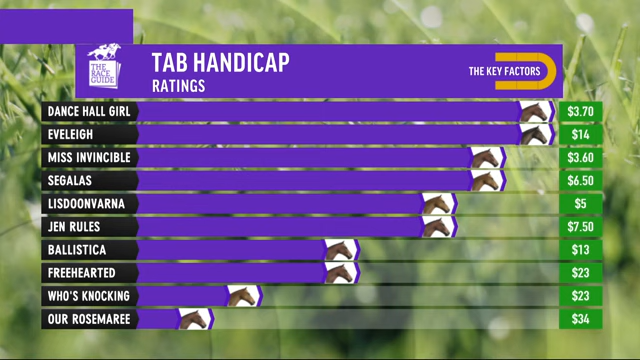 THE
RACE
GUIDE
TAB HANDICAP
RATINGS
THE KEY FACTORS
DANCE HALL GIRL $3.70
EVELEIGH $14
MISS INVINCIBLE $3.60
SEGALAS $6.50
LISDOONVARNA $5
JEN RULES $7.50
BALLISTICA $13
FREEHEARTED $23
WHO'S KNOCKING $23
OUR ROSEMAREE $34